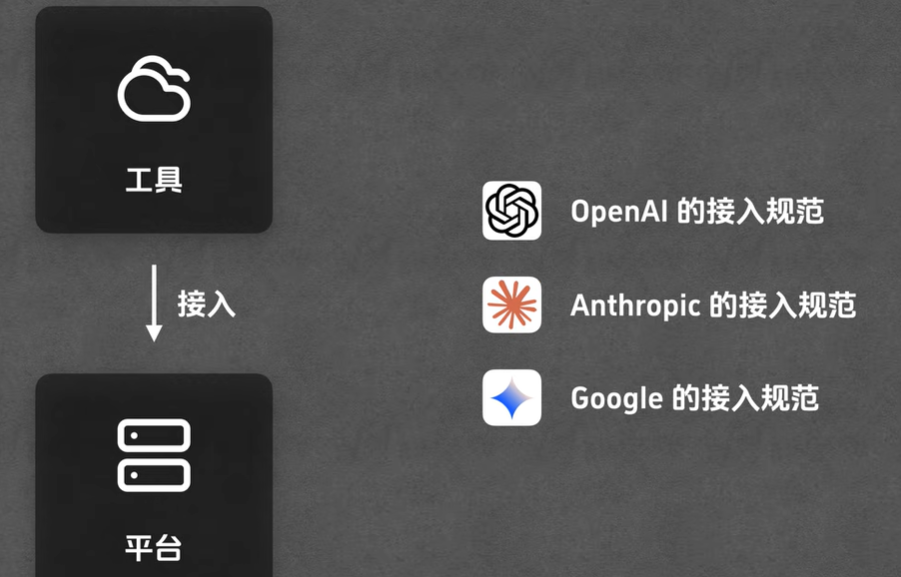 工具
接入
平台
OpenAI 的接入规范
Anthropic 的接入规范
Google 的接入规范